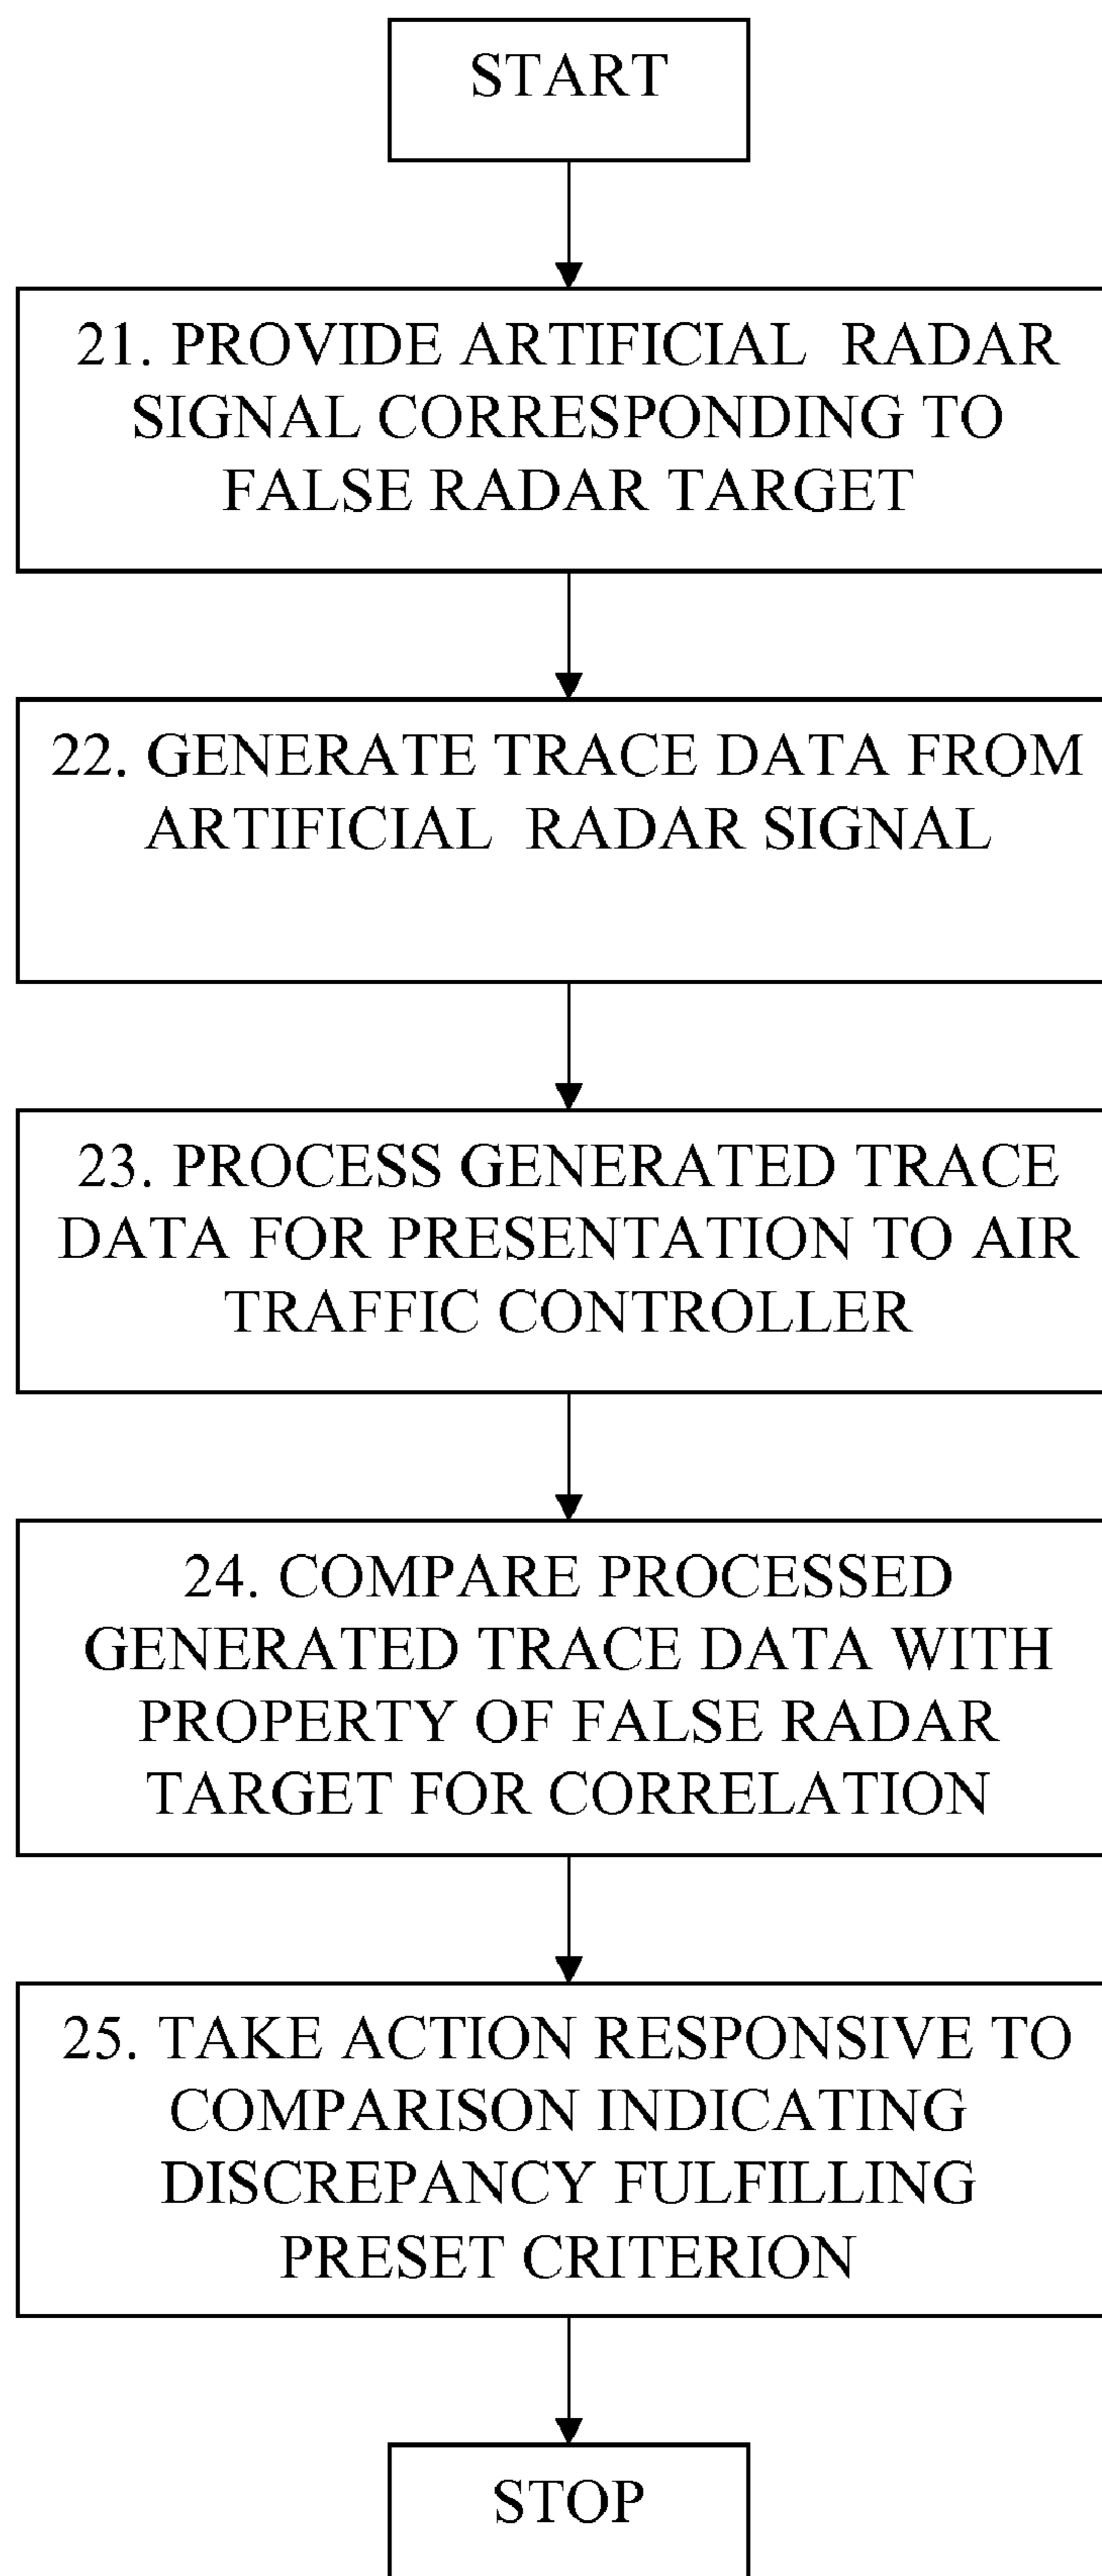 START
21. PROVIDE ARTIFICIAL RADAR
SIGNAL CORRESPONDING TO
FALSE RADAR TARGET
22. GENERATE TRACE DATA FROM
ARTIFICIAL RADAR SIGNAL
23. PROCESS GENERATED TRACE
DATA FOR PRESENTATION TO AIR
TRAFFIC CONTROLLER
24. COMPARE PROCESSED
GENERATED TRACE DATA WITH
PROPERTY OF FALSE RADAR
TARGET FOR CORRELATION
25. TAKE ACTION RESPONSIVE TO
COMPARISON INDICATING
DISCREPANCY FULFILLING
PRESET CRITERION
STOP